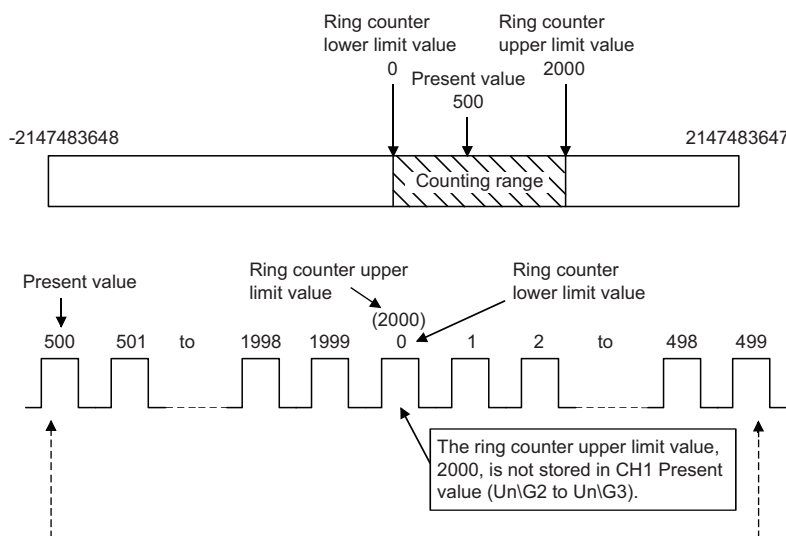 Ring counter
lower limit value
0
Ring counter
upper limit value
2000
Present value
500
-2147483648
2147483647
Counting range
Present value
Ring counter upper
limit value
Ring counter
lower limit value
(2000)
500 501 to 1998 1999 0 1 2 to 498 499
The ring counter upper limit value,
2000, is not stored in CH1 Present
value (Un\G2 to Un\G3).